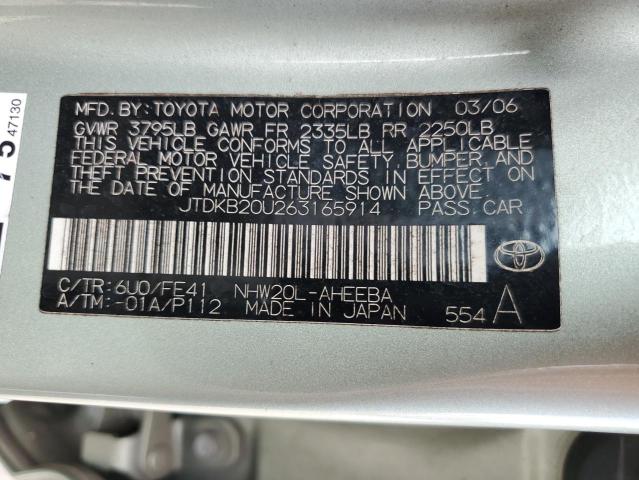 MFD. BY: TOYOTA MOTOR CORPORATION 03/06
GVWR 3795LB GAWR FR 2335LB RR 2250LB
THIS VEHICLE CONFORMS TO ALL APPLICABLE
FEDERAL MOTOR VEHICLE SAFETY, BUMPER, AND
THEFT PREVENTION STANDARDS IN EFFECT ON
THE DATE OF MANUFACTURE SHOWN ABOVE.
JTDKB20U263165914 PASS. CAR
C/TR: 6U0/FE41 NHW20L-AHEEBA
A/TM: -01A/P112 MADE IN JAPAN 554 A
47130